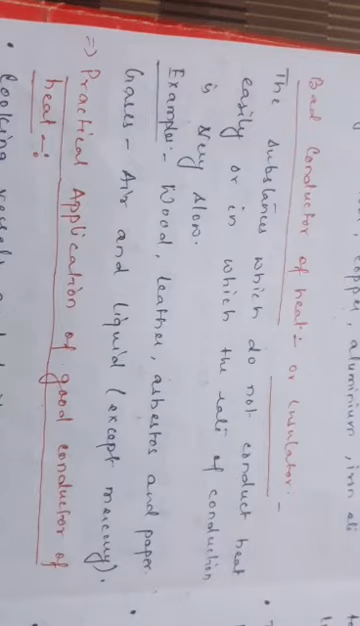 copper, aluminium, iron
Bad Conductor of heat:- or insulator:-
The substances which do not conduct heat
easily or in which the rate of conduction
is very slow.
Examples:- Wood, leather, asbestos and paper.
Gases - Air and liquid (except mercury).
=> Practical Application of good conductor of
heat -:
• Cooking vessels